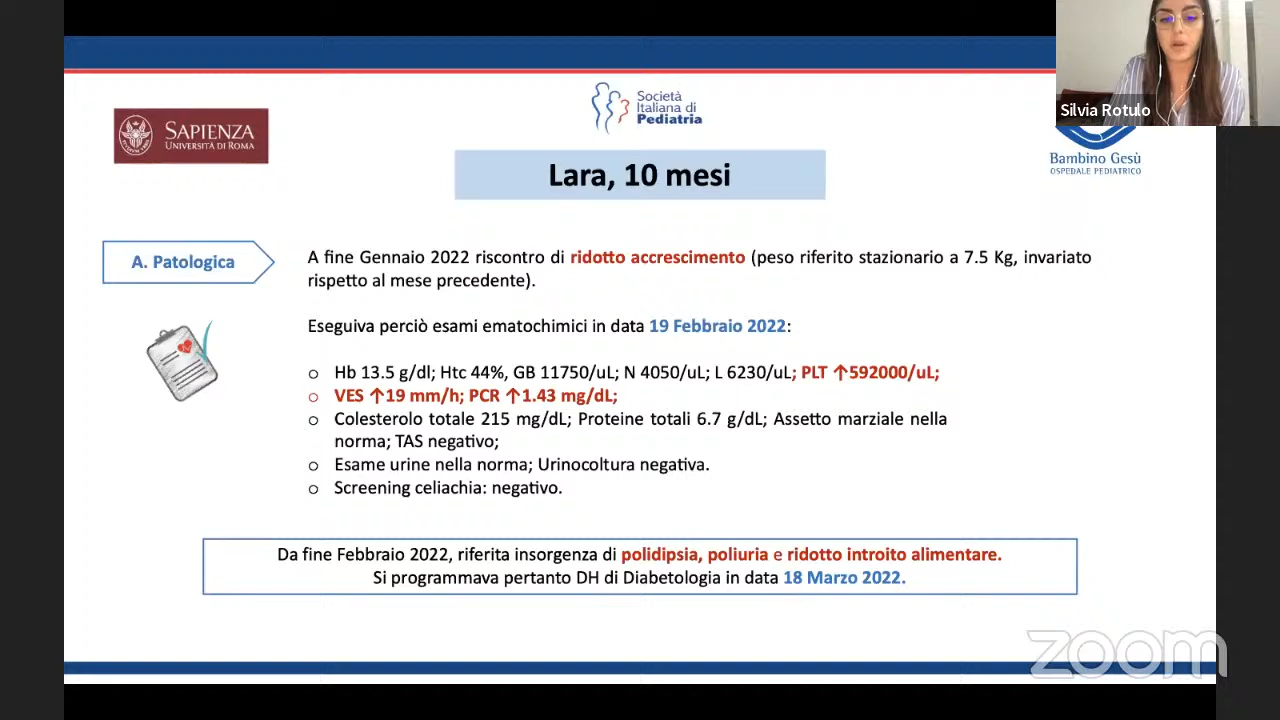 Silvia Rotulo
SAPIENZA
UNIVERSITÀ DI ROMA
Società
Italiana di
Pediatria
Bambino Gesù
OSPEDALE PEDIATRICO
Lara, 10 mesi
A. Patologica
A fine Gennaio 2022 riscontro di ridotto accrescimento (peso riferito stazionario a 7.5 Kg, invariato
rispetto al mese precedente).
Eseguiva perciò esami ematochimici in data 19 Febbraio 2022:
o Hb 13.5 g/dl; Htc 44%, GB 11750/uL; N 4050/uL; L 6230/uL; PLT ↑592000/uL;
o VES ↑19 mm/h; PCR ↑1.43 mg/dL;
o Colesterolo totale 215 mg/dL; Proteine totali 6.7 g/dL; Assetto marziale nella
norma; TAS negativo;
o Esame urine nella norma; Urinocoltura negativa.
o Screening celiachia: negativo.
Da fine Febbraio 2022, riferita insorgenza di polidipsia, poliuria e ridotto introito alimentare.
Si programmava pertanto DH di Diabetologia in data 18 Marzo 2022.
zoom